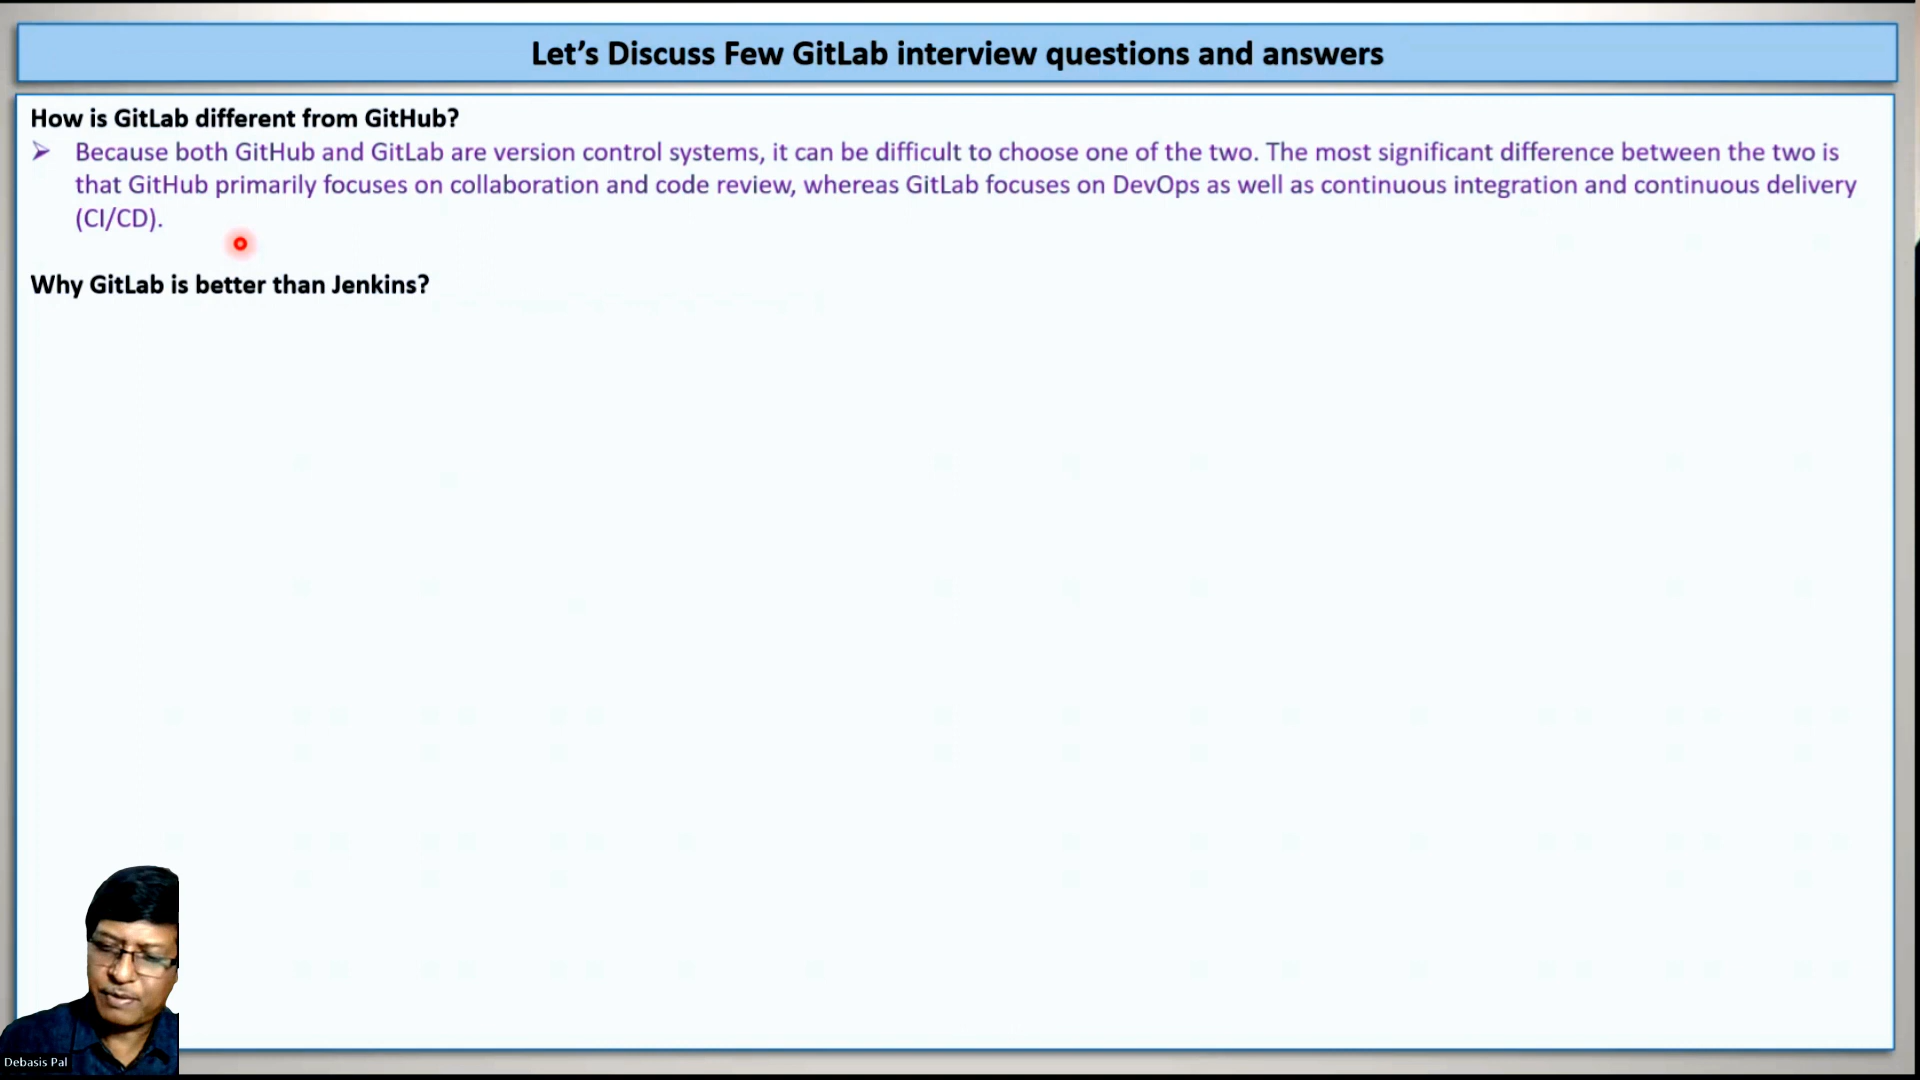 Let's Discuss Few GitLab interview questions and answers
How is GitLab different from GitHub?
➢ Because both GitHub and GitLab are version control systems, it can be difficult to choose one of the two. The most significant difference between the two is
that GitHub primarily focuses on collaboration and code review, whereas GitLab focuses on DevOps as well as continuous integration and continuous delivery
(CI/CD).
Why GitLab is better than Jenkins?
Debasis Pal